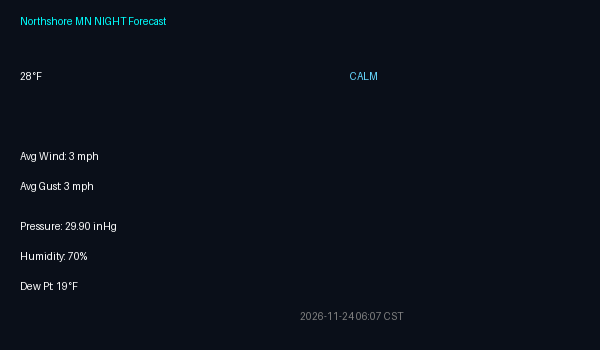 Northshore MN NIGHT Forecast
28°F
CALM
Avg Wind: 3 mph
Avg Gust: 3 mph
Pressure: 29.90 inHg
Humidity: 70%
Dew Pt: 19°F
2026-11-24 06:07 CST